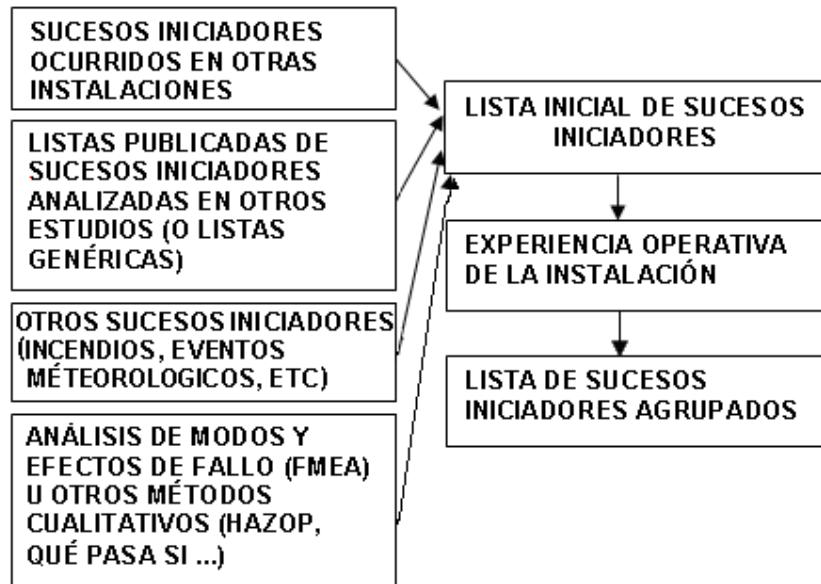 SUCESOS INICIADORES
OCURRIDOS EN OTRAS
INSTALACIONES
LISTAS PUBLICADAS DE
SUCESOS INICIADORES
ANALIZADAS EN OTROS
ESTUDIOS (O LISTAS
GENÉRICAS)
OTROS SUCESOS INICIADORES
(INCENDIOS, EVENTOS
MÉTEOROLOGICOS, ETC)
ANÁLISIS DE MODOS Y
EFECTOS DE FALLO (FMEA)
U OTROS MÉTODOS
CUALITATIVOS (HAZOP,
QUÉ PASA SI ...)
LISTA INICIAL DE SUCESOS
INICIADORES
EXPERIENCIA OPERATIVA
DE LA INSTALACIÓN
LISTA DE SUCESOS
INICIADORES AGRUPADOS